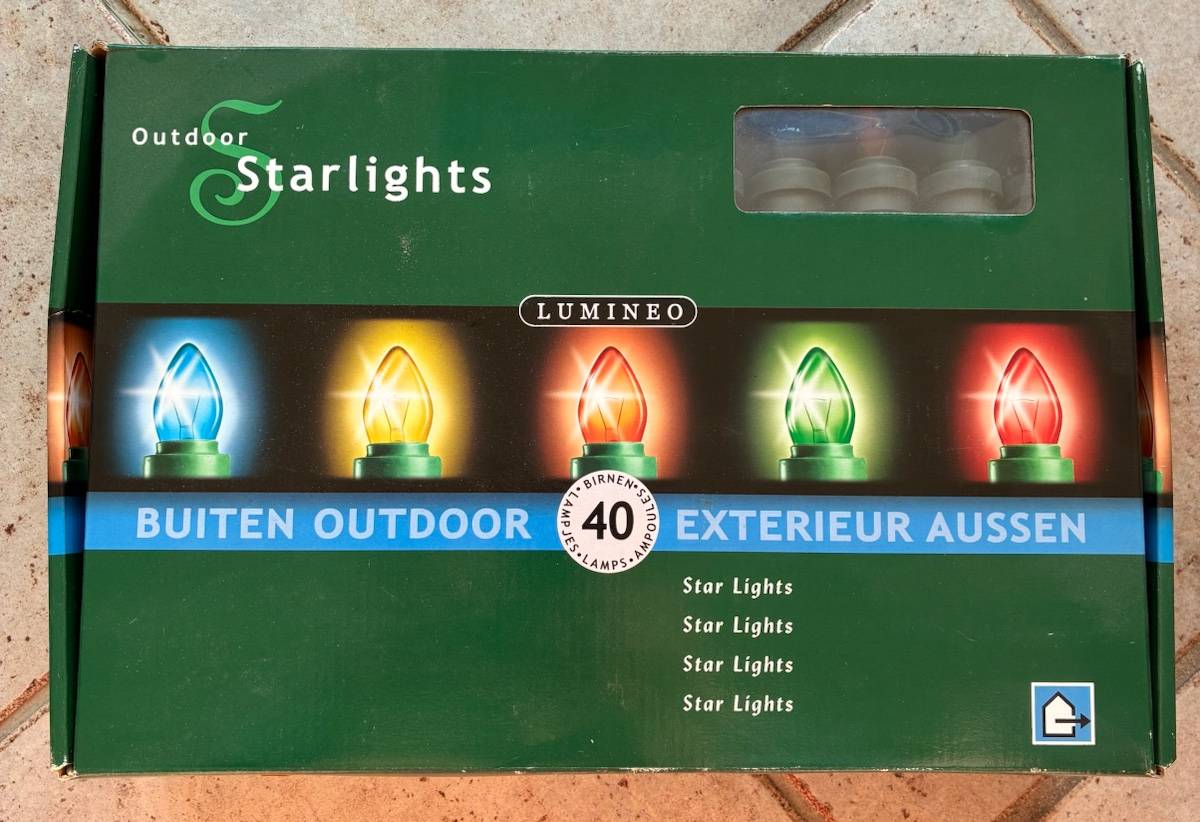 Outdoor
Starlights
LUMINEO
BUITEN OUTDOOR
40
BIRNEN • AMPOULES • LAMPS • LAMPJES •
EXTERIEUR AUSSEN
Star Lights
Star Lights
Star Lights
Star Lights